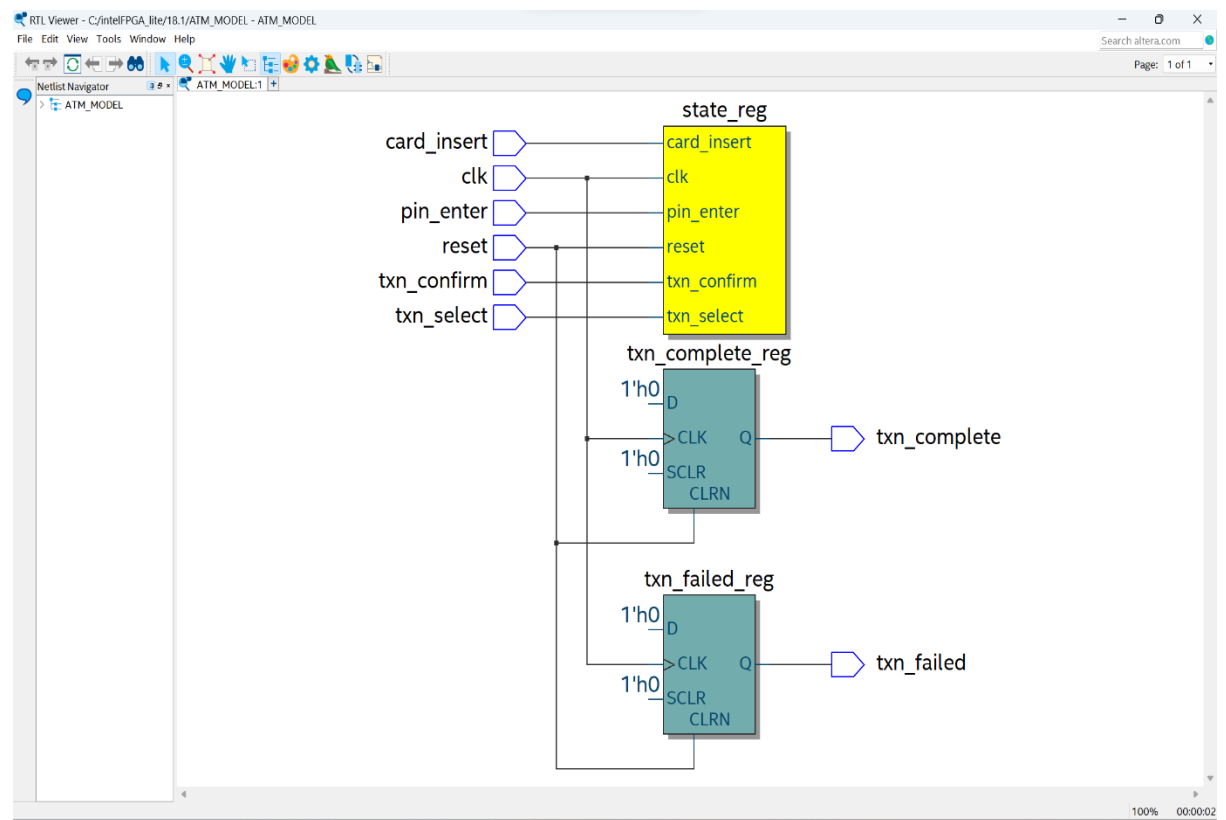 RTL Viewer - C:/intelFPGA_lite/18.1/ATM_MODEL - ATM_MODEL
File Edit View Tools Window Help
Search altera.com
Page: 1 of 1
Netlist Navigator
ATM_MODEL:1
ATM_MODEL
state_reg
card_insert card_insert
clk clk
pin_enter pin_enter
reset reset
txn_confirm txn_confirm
txn_select txn_select
txn_complete_reg
1'h0
D
CLK Q txn_complete
1'h0
SCLR
CLRN
txn_failed_reg
1'h0
D
CLK Q txn_failed
1'h0
SCLR
CLRN
100% 00:00:02